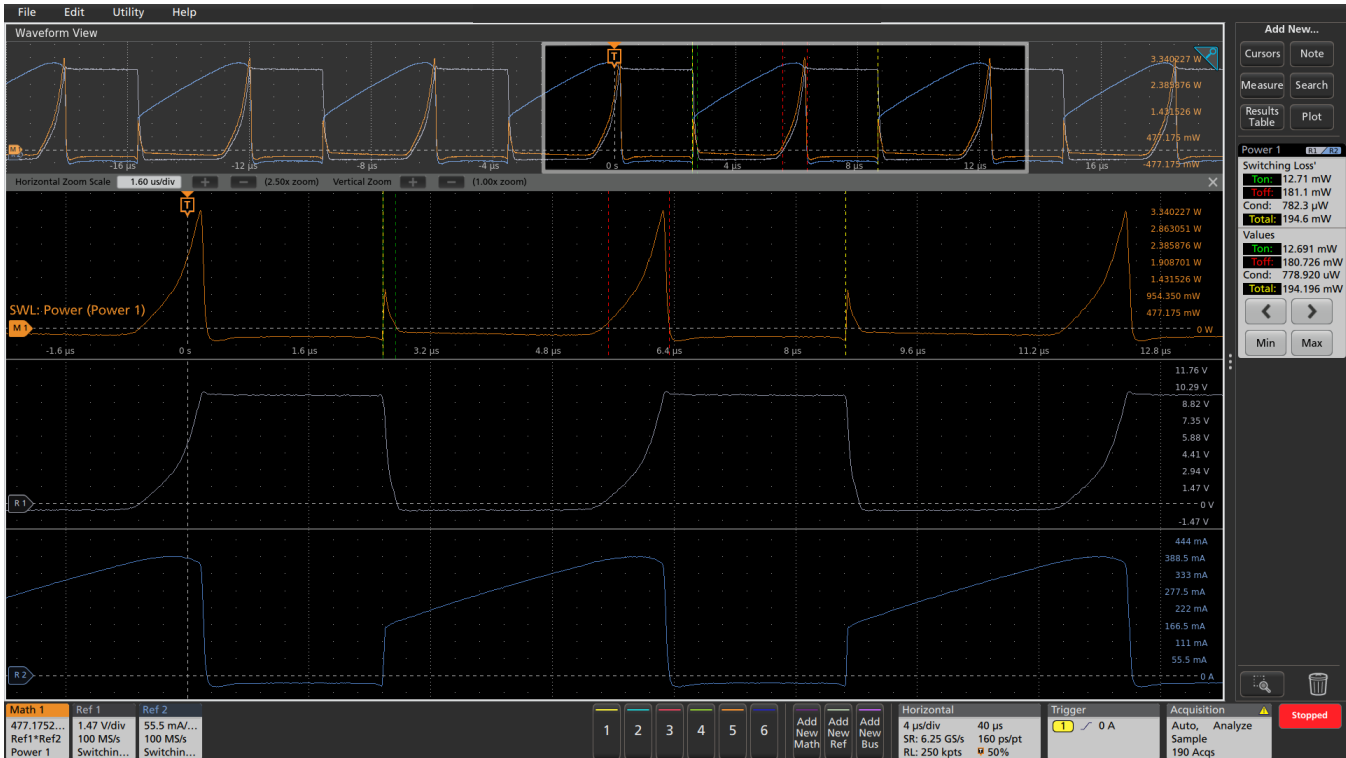 File Edit Utility Help
Waveform View
Add New...
Cursors Note
Measure Search
Results Table Plot
3.340227 W
2.385876 W
1.431526 W
477.175 mW
-477.175 mW
T
M
-16 µs -12 µs -8 µs -4 µs 0 s 4 µs 8 µs 12 µs 16 µs
Horizontal Zoom Scale 1.60 us/div + − (2.50x zoom) Vertical Zoom + − (1.00x zoom)
T
3.340227 W
2.863051 W
2.385876 W
1.908701 W
1.431526 W
954.350 mW
477.175 mW
0 W
SWL: Power (Power 1)
M 1
-1.6 µs 0 s 1.6 µs 3.2 µs 4.8 µs 6.4 µs 8 µs 9.6 µs 11.2 µs 12.8 µs
11.76 V
10.29 V
8.82 V
7.35 V
5.88 V
4.41 V
2.94 V
1.47 V
0 V
-1.47 V
R 1
444 mA
388.5 mA
333 mA
277.5 mA
222 mA
166.5 mA
111 mA
55.5 mA
0 A
R 2
Power 1 R1 / R2
Switching Loss'
Ton: 12.71 mW
Toff: 181.1 mW
Cond: 782.3 µW
Total: 194.6 mW
Values
Ton: 12.691 mW
Toff: 180.726 mW
Cond: 778.920 uW
Total: 194.196 mW
Min Max
Math 1
477.1752...
Ref1*Ref2
Power 1
Ref 1
1.47 V/div
100 MS/s
Switchin...
Ref 2
55.5 mA/...
100 MS/s
Switchin...
1 2 3 4 5 6
Add New Math
Add New Ref
Add New Bus
Horizontal
4 µs/div 40 µs
SR: 6.25 GS/s 160 ps/pt
RL: 250 kpts 50%
Trigger
1 0 A
Acquisition
Auto, Analyze
Sample
190 Acqs
Stopped